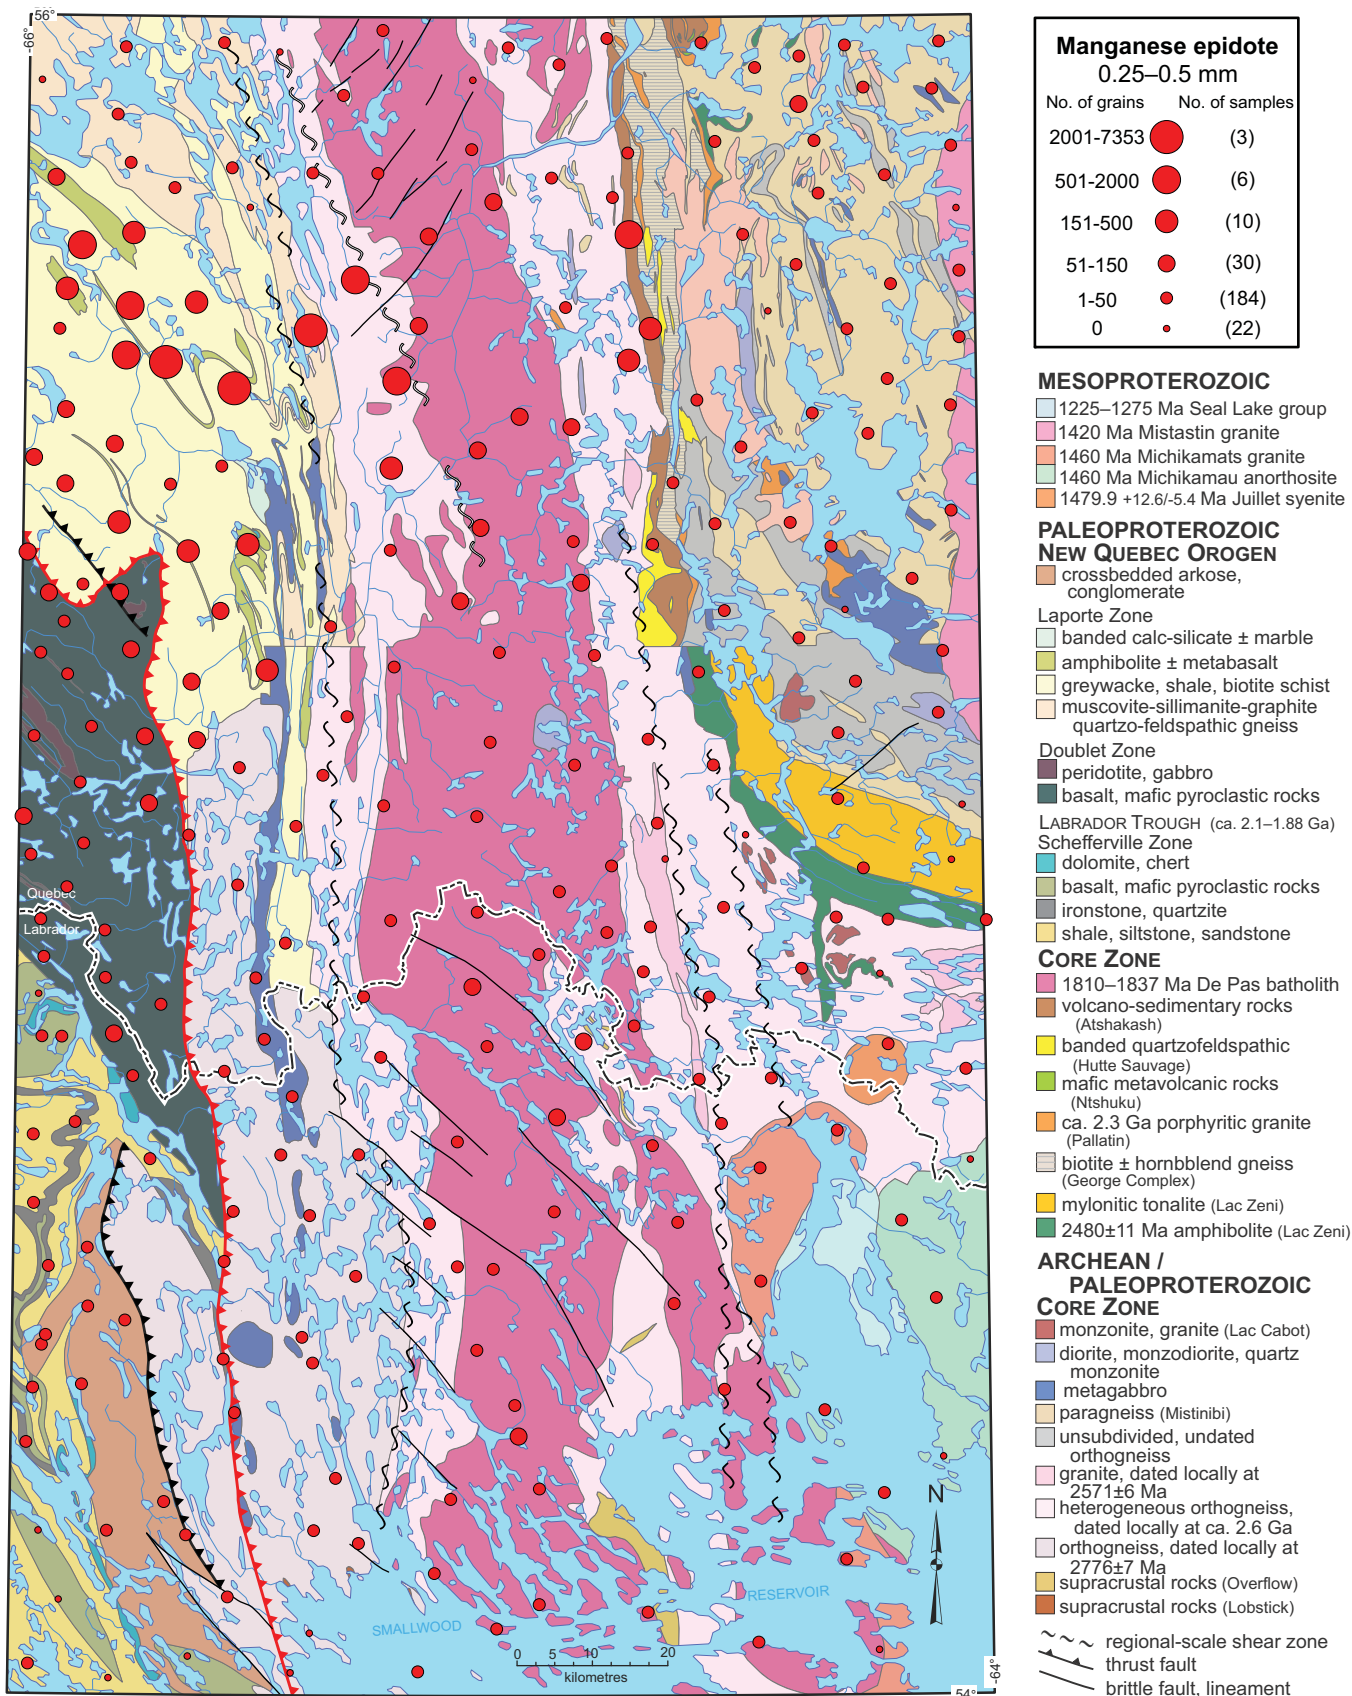 56°
-66°
Manganese epidote
0.25–0.5 mm
No. of grains No. of samples
2001-7353 (3)
501-2000 (6)
151-500 (10)
51-150 (30)
1-50 (184)
0 (22)
MESOPROTEROZOIC
1225–1275 Ma Seal Lake group
1420 Ma Mistastin granite
1460 Ma Michikamats granite
1460 Ma Michikamau anorthosite
1479.9 +12.6/-5.4 Ma Juillet syenite
PALEOPROTEROZOIC
NEW QUEBEC OROGEN
crossbedded arkose,
conglomerate
Laporte Zone
banded calc-silicate ± marble
amphibolite ± metabasalt
greywacke, shale, biotite schist
muscovite-sillimanite-graphite
quartzo-feldspathic gneiss
Doublet Zone
peridotite, gabbro
basalt, mafic pyroclastic rocks
LABRADOR TROUGH (ca. 2.1–1.88 Ga)
Schefferville Zone
dolomite, chert
basalt, mafic pyroclastic rocks
ironstone, quartzite
shale, siltstone, sandstone
CORE ZONE
1810–1837 Ma De Pas batholith
volcano-sedimentary rocks
(Atshakash)
banded quartzofeldspathic
(Hutte Sauvage)
mafic metavolcanic rocks
(Ntshuku)
ca. 2.3 Ga porphyritic granite
(Pallatin)
biotite ± hornbblend gneiss
(George Complex)
mylonitic tonalite (Lac Zeni)
2480±11 Ma amphibolite (Lac Zeni)
ARCHEAN /
PALEOPROTEROZOIC
CORE ZONE
monzonite, granite (Lac Cabot)
diorite, monzodiorite, quartz
monzonite
metagabbro
paragneiss (Mistinibi)
unsubdivided, undated
orthogneiss
granite, dated locally at
2571±6 Ma
heterogeneous orthogneiss,
dated locally at ca. 2.6 Ga
orthogneiss, dated locally at
2776±7 Ma
supracrustal rocks (Overflow)
supracrustal rocks (Lobstick)
regional-scale shear zone
thrust fault
brittle fault, lineament
Quebec
Labrador
N
SMALLWOOD
RESERVOIR
0 5 10 20
kilometres
-64°
54°